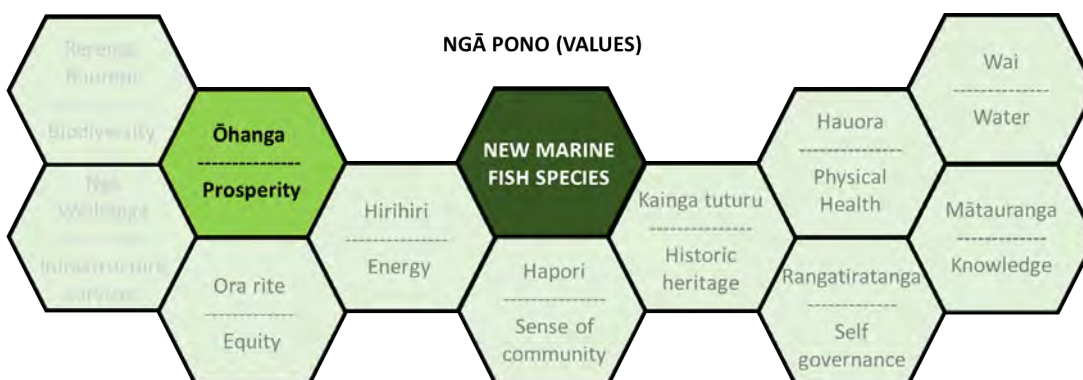 NGĀ PONO (VALUES)
Biodiversity
Ōhanga
Prosperity
Ora rite
Equity
Hirihiri
Energy
NEW MARINE
FISH SPECIES
Hapori
Sense of
community
Kainga tuturu
Historic
heritage
Hauora
Physical
Health
Rangatiratanga
Self
governance
Wai
Water
Mātauranga
Knowledge